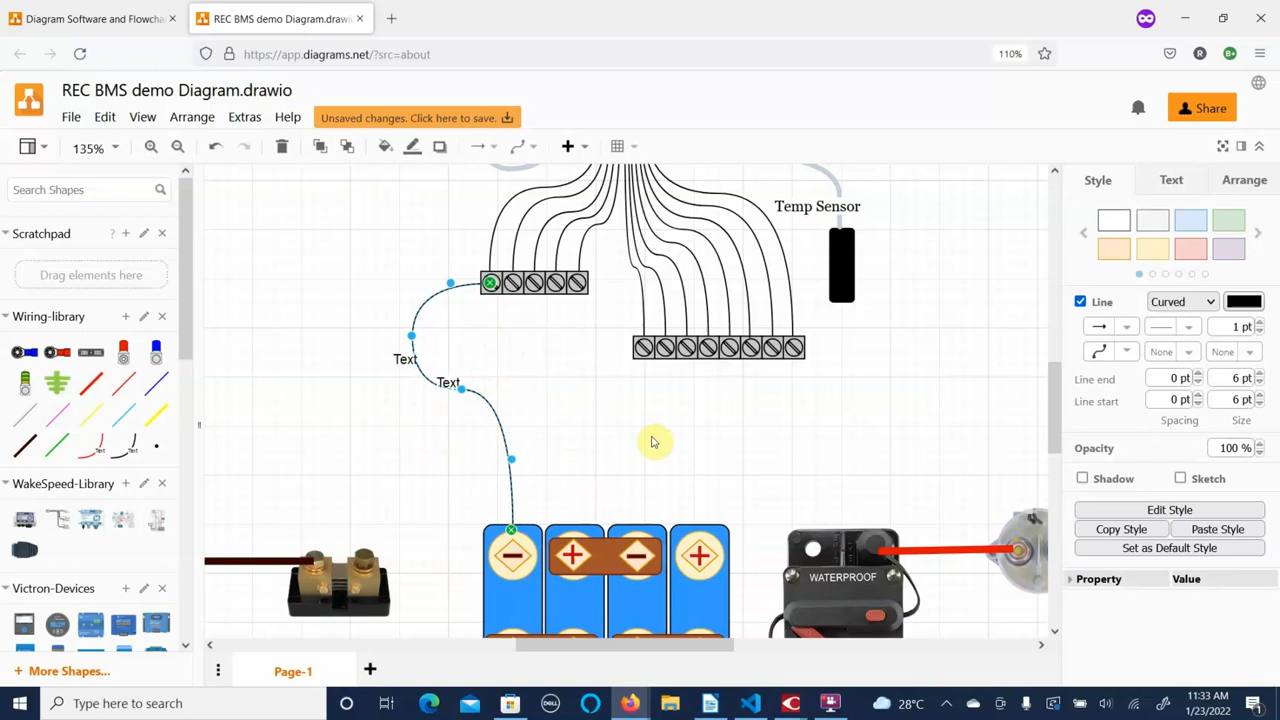 Diagram Software and Flowcha
REC BMS demo Diagram.drawio
https://app.diagrams.net/?src=about
110%
R
B+
REC BMS demo Diagram.drawio
File Edit View Arrange Extras Help
Unsaved changes. Click here to save.
Share
135%
Search Shapes
Scratchpad
?
Drag elements here
Wiring-library
Text
Text
WakeSpeed-Library
Victron-Devices
+ More Shapes...
Temp Sensor
Text
Text
WATERPROOF
Page-1
Style Text Arrange
Line
Curved
1 pt
None
None
Line end
0 pt
6 pt
Line start
0 pt
6 pt
Spacing
Size
Opacity
100 %
Shadow
Sketch
Edit Style
Copy Style
Paste Style
Set as Default Style
Property
Value
Type here to search
DELL
28°C
11:33 AM
1/23/2022
1